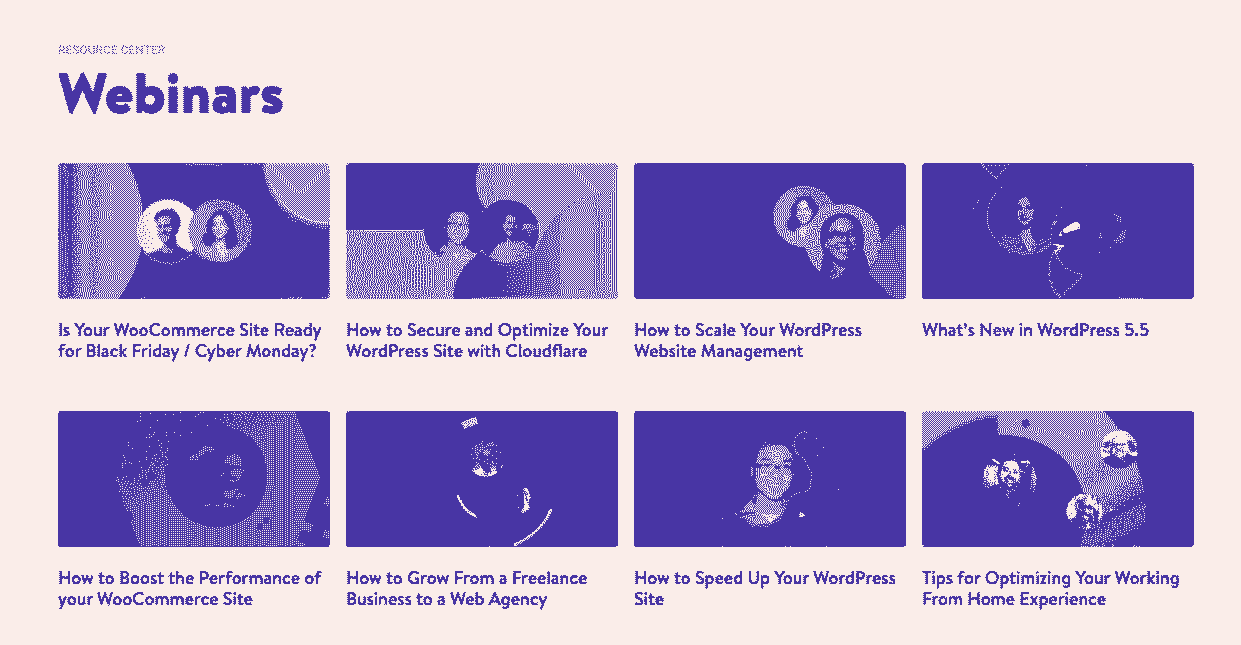 RESOURCE CENTER
Webinars
Is Your WooCommerce Site Ready
for Black Friday / Cyber Monday?
How to Secure and Optimize Your
WordPress Site with Cloudflare
How to Scale Your WordPress
Website Management
What's New in WordPress 5.5
How to Boost the Performance of
your WooCommerce Site
How to Grow From a Freelance
Business to a Web Agency
How to Speed Up Your WordPress
Site
Tips for Optimizing Your Working
From Home Experience